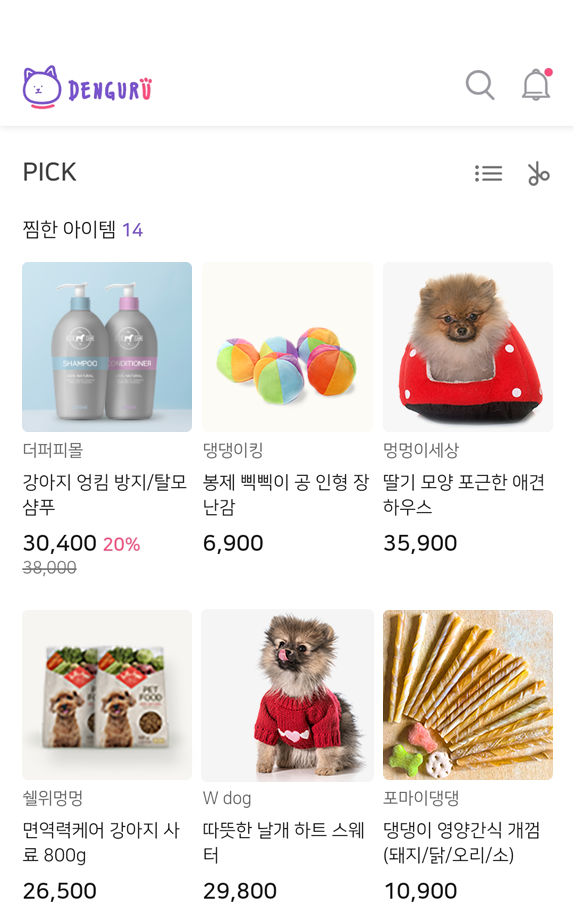 DENGURU
PICK
찜한 아이템 14
SHAMPOO
CONDITIONER
더퍼피몰
강아지 엉킴 방지/탈모
샴푸
30,400 20%
38,000
댕댕이킹
봉제 삑삑이 공 인형 장
난감
6,900
멍멍이세상
딸기 모양 포근한 애견
하우스
35,900
PET
FOOD
쉘위멍멍
면역력케어 강아지 사
료 800g
26,500
W dog
따뜻한 날개 하트 스웨
터
29,800
포마이댕댕
댕댕이 영양간식 개껌
(돼지/닭/오리/소)
10,900